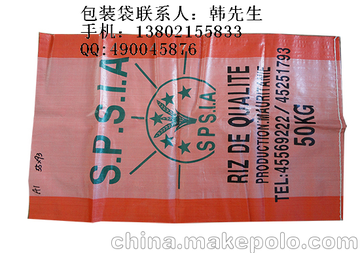 包装袋联系人：韩先生
手机：13802155833
QQ:490045876
S.P.S.I.A
S.P.S.I.A.
RIZ DE QUALITE
PRODUCTION.MAURITANIE
TEL:45569222 / 45251793
50KG
china.makepolo.com